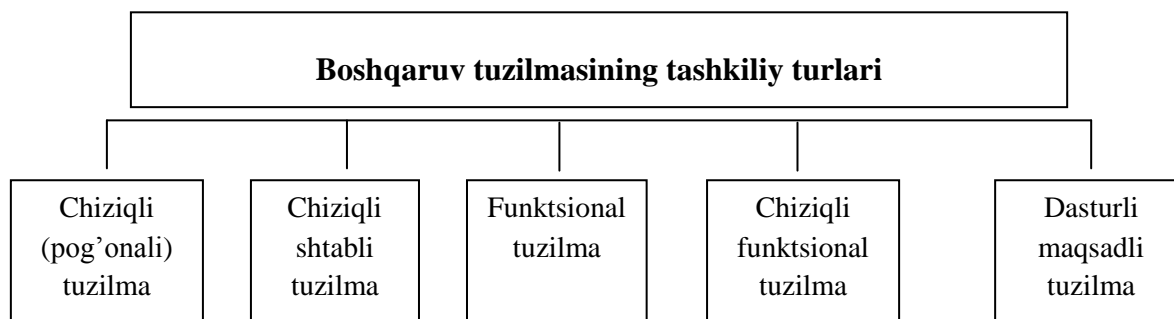 Boshqaruv tuzilmasining tashkiliy turlari
Chiziqli
(pog’onali)
tuzilma
Chiziqli
shtabli
tuzilma
Funktsional
tuzilma
Chiziqli
funktsional
tuzilma
Dasturli
maqsadli
tuzilma